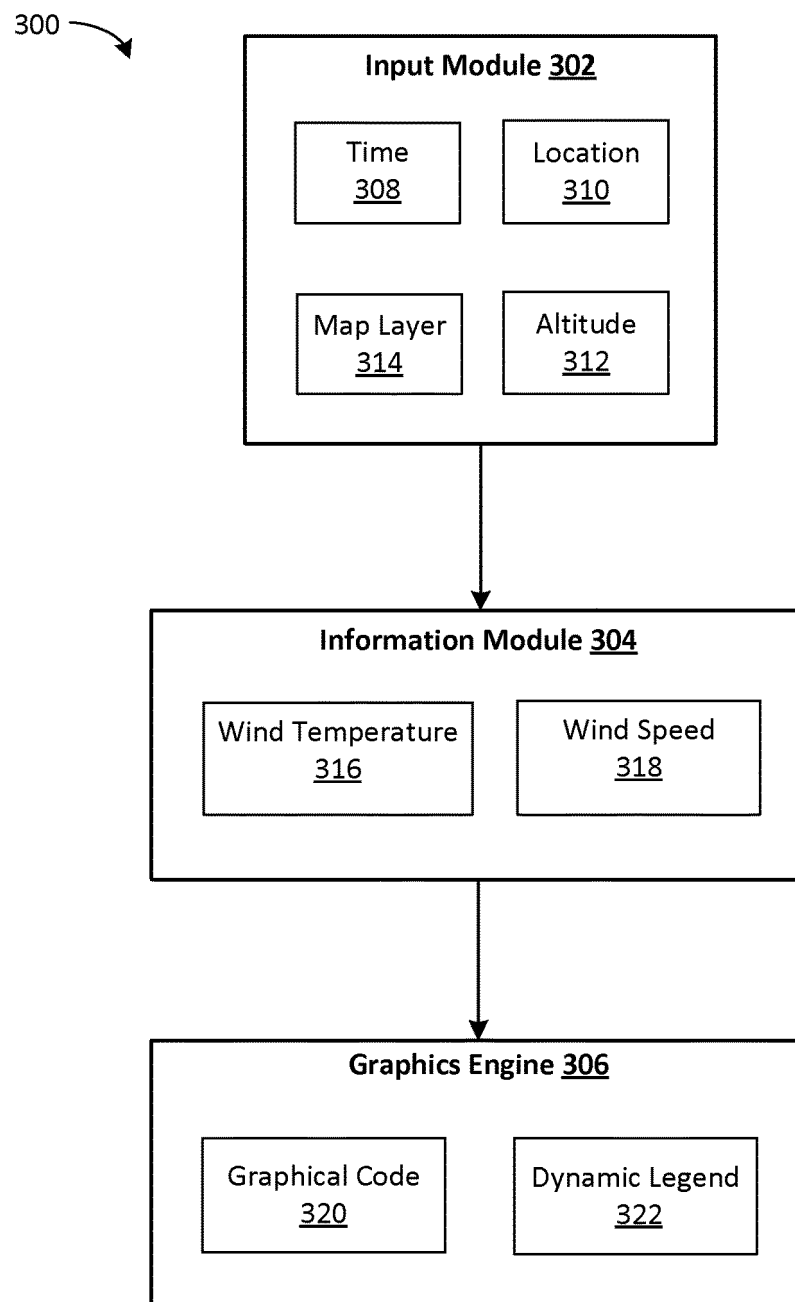 300
Input Module 302
Time
308
Location
310
Map Layer
314
Altitude
312
Information Module 304
Wind Temperature
316
Wind Speed
318
Graphics Engine 306
Graphical Code
320
Dynamic Legend
322